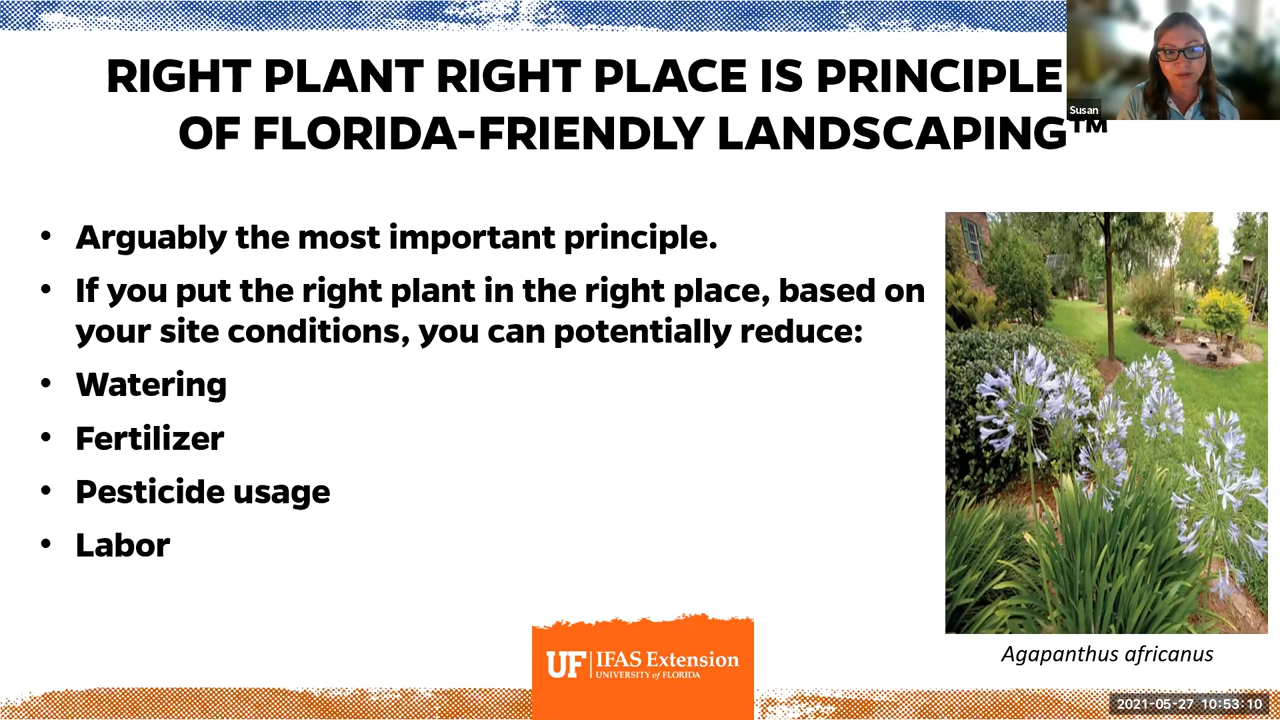 RIGHT PLANT RIGHT PLACE IS PRINCIPLE
OF FLORIDA-FRIENDLY LANDSCAPING™
Susan
• Arguably the most important principle.
• If you put the right plant in the right place, based on
your site conditions, you can potentially reduce:
• Watering
• Fertilizer
• Pesticide usage
• Labor
Agapanthus africanus
UF IFAS Extension
UNIVERSITY of FLORIDA
2021-05-27 10:53:10